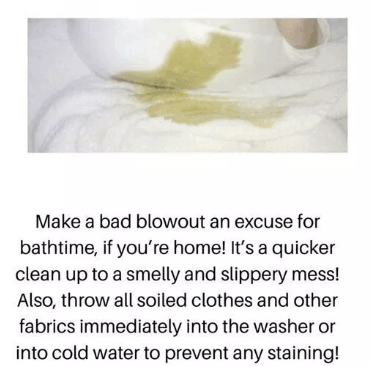 Make a bad blowout an excuse for
bathtime, if you're home! It's a quicker
clean up to a smelly and slippery mess!
Also, throw all soiled clothes and other
fabrics immediately into the washer or
into cold water to prevent any staining!